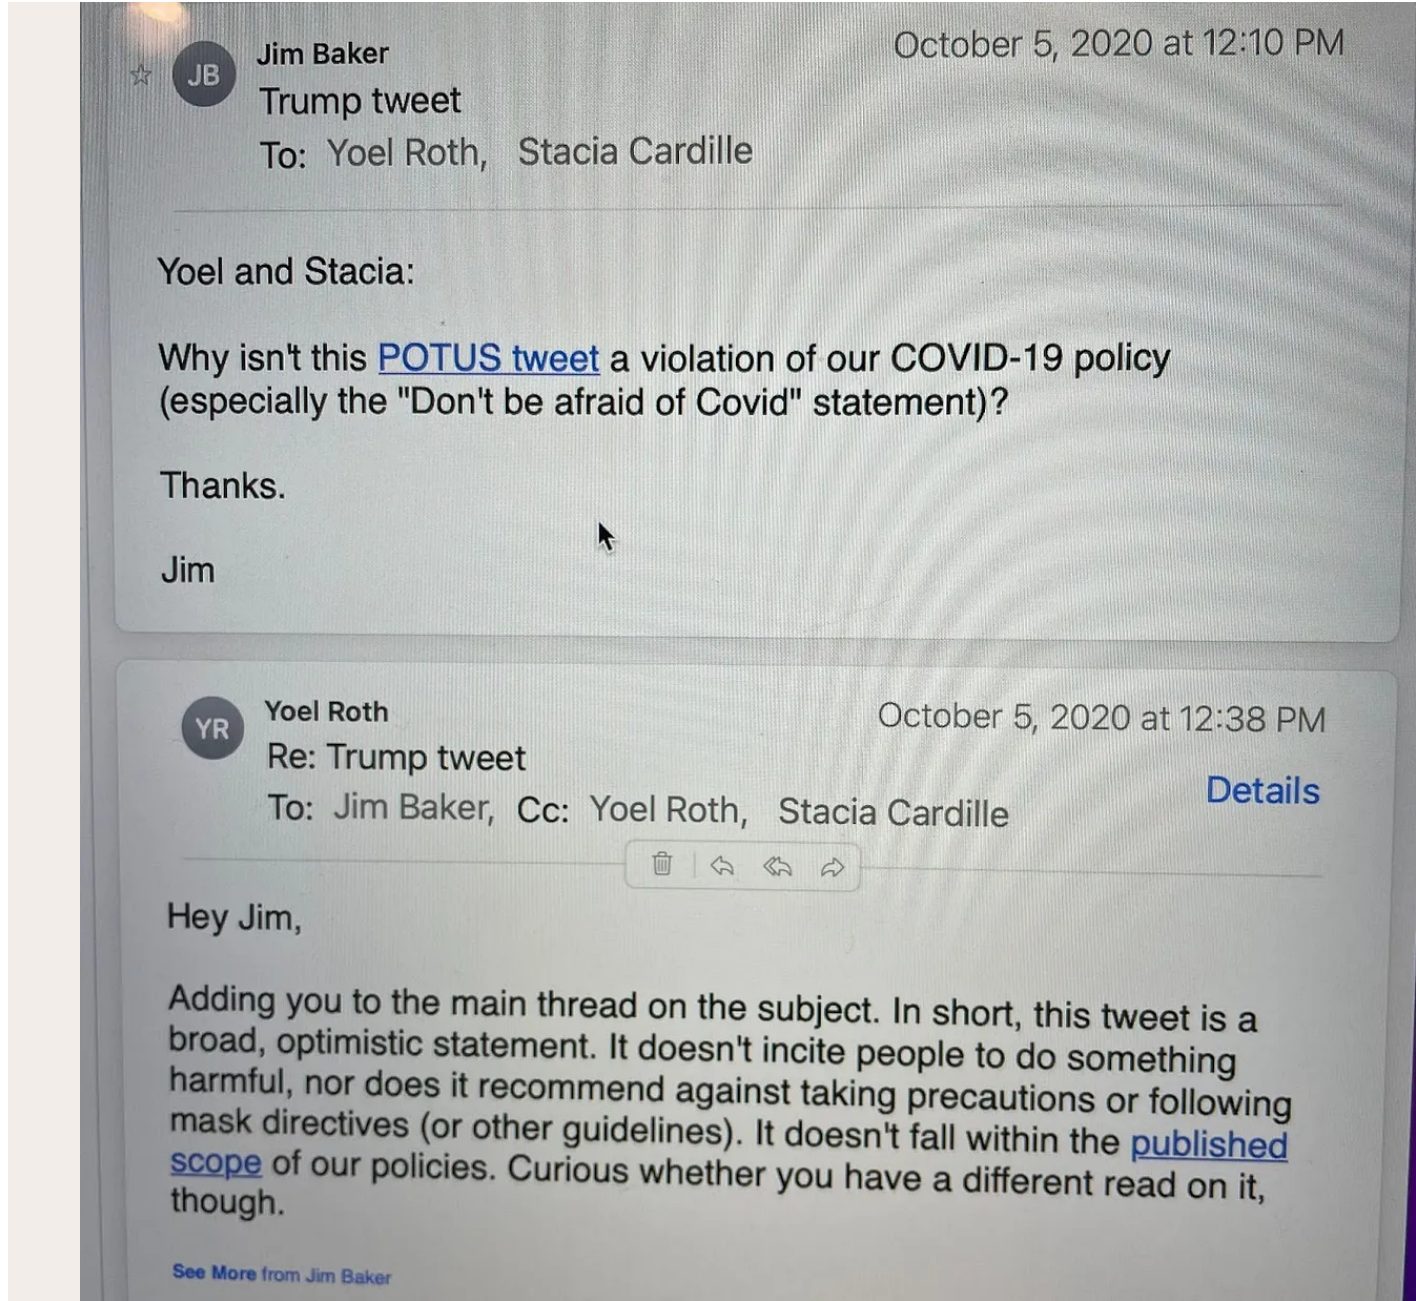 JB
Jim Baker
October 5, 2020 at 12:10 PM
Trump tweet
To: Yoel Roth, Stacia Cardille
Yoel and Stacia:
Why isn't this POTUS tweet a violation of our COVID-19 policy
(especially the "Don't be afraid of Covid" statement)?
Thanks.
Jim
YR
Yoel Roth
October 5, 2020 at 12:38 PM
Re: Trump tweet
Details
To: Jim Baker, Cc: Yoel Roth, Stacia Cardille
Hey Jim,
Adding you to the main thread on the subject. In short, this tweet is a
broad, optimistic statement. It doesn't incite people to do something
harmful, nor does it recommend against taking precautions or following
mask directives (or other guidelines). It doesn't fall within the published
scope of our policies. Curious whether you have a different read on it,
though.
See More from Jim Baker